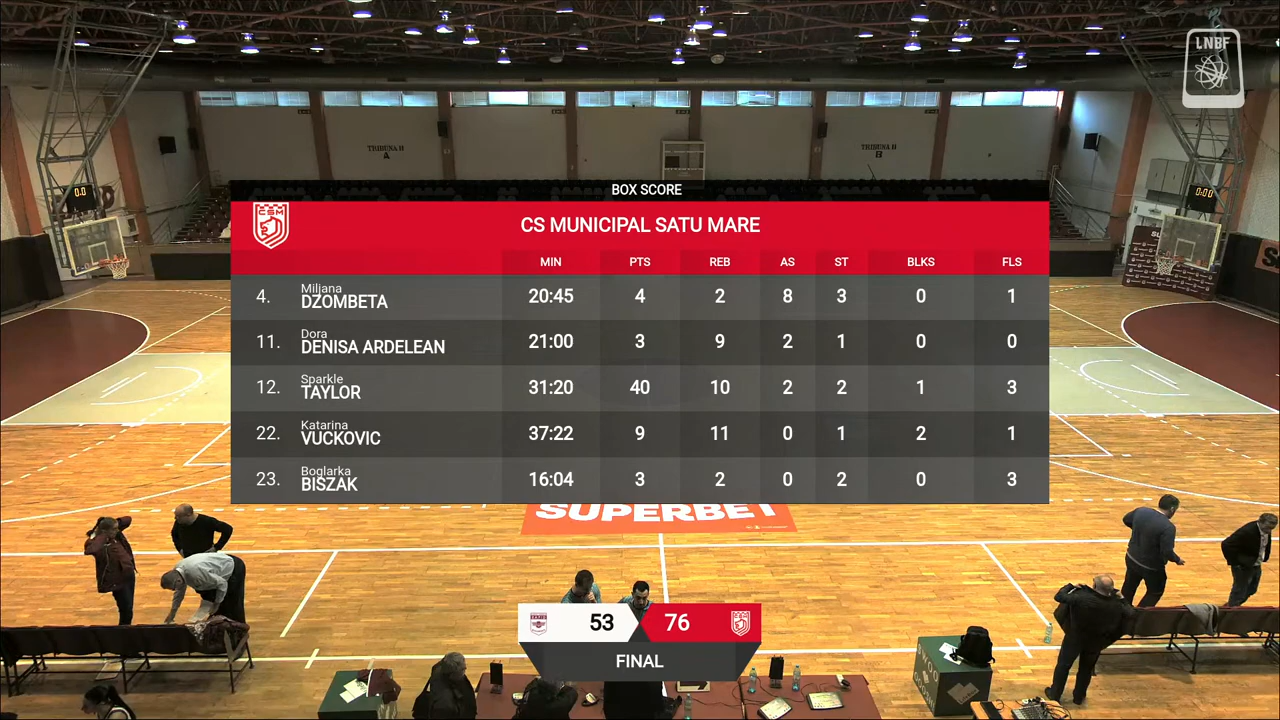 LNBF
TRIBUNA II
A
TRIBUNA II
B
0.0
0:00
BOX SCORE
CSM
CS MUNICIPAL SATU MARE
MIN PTS REB AS ST BLKS FLS
4. Miljana DZOMBETA 20:45 4 2 8 3 0 1
11. Dora DENISA ARDELEAN 21:00 3 9 2 1 0 0
12. Sparkle TAYLOR 31:20 40 10 2 2 1 3
22. Katarina VUCKOVIC 37:22 9 11 0 1 2 1
23. Boglarka BISZAK 16:04 3 2 0 2 0 3
SUPERBET
53 76
FINAL